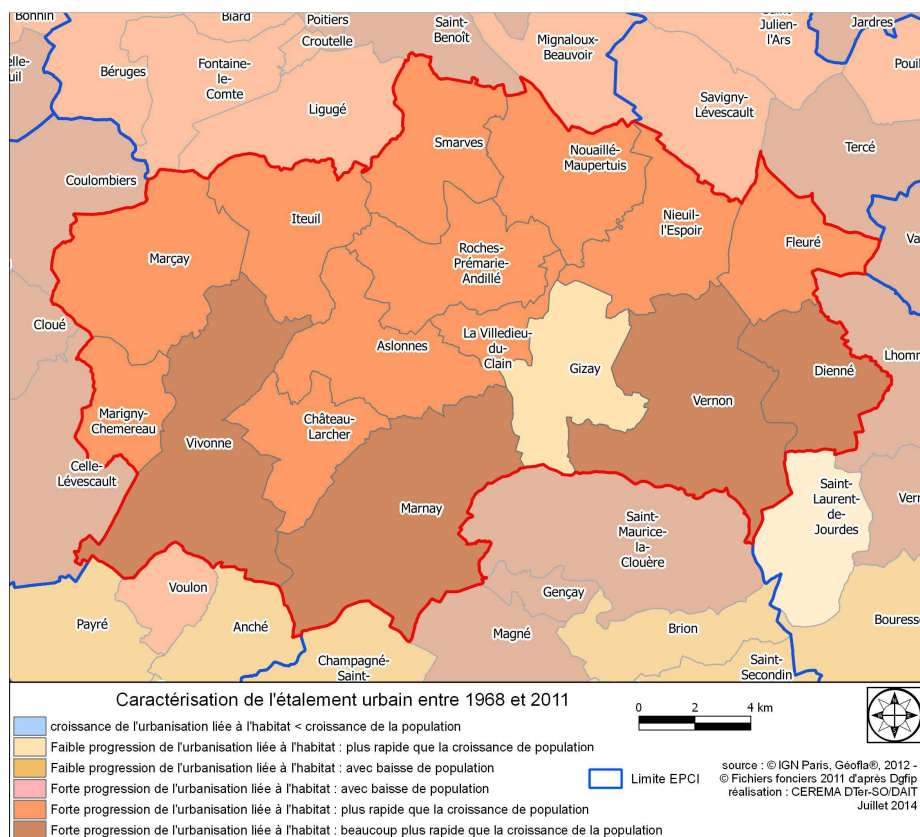 Bonnin
Biard
Poitiers
Saint-
Benoît
Mignaloux-
Beauvoir
Julien-
l'Ars
Jardres
Croutelle
Béruges
Fontaine-
le-
Comte
Ligugé
Savigny-
Lévescault
Pouil
Tercé
Smarves
Nouaillé-
Maupertuis
Coulombiers
Iteuil
Nieuil-
l'Espoir
Fleuré
Va
Marçay
Roches-
Prémarie-
Andillé
Cloué
Aslonnes
La Villedieu-
du-
Clain
Gizay
Lhomm
Dienné
Vernon
Marigny-
Chemereau
Château-
Larcher
Vivonne
Celle-
Lévescault
Marnay
Saint-
Laurent-
de-
Jourdes
Vern
Saint-
Maurice-
la-
Clouère
Voulon
Gençay
Payré
Anché
Magné
Brion
Bouress
Champagné-
Saint-
Saint-
Secondin
Caractérisation de l'étalement urbain entre 1968 et 2011
croissance de l'urbanisation liée à l'habitat < croissance de la population
Faible progression de l'urbanisation liée à l'habitat : plus rapide que la croissance de population
Faible progression de l'urbanisation liée à l'habitat : avec baisse de population
Forte progression de l'urbanisation liée à l'habitat : avec baisse de population
Forte progression de l'urbanisation liée à l'habitat : plus rapide que la croissance de population
Forte progression de l'urbanisation liée à l'habitat : beaucoup plus rapide que la croissance de la population
0 2 4 km
Limite EPCI
source : © IGN Paris, Géofla®, 2012 -
© Fichiers fonciers 2011 d'après Dgfip
réalisation : CEREMA DTer-SO/DAIT
Juillet 2014